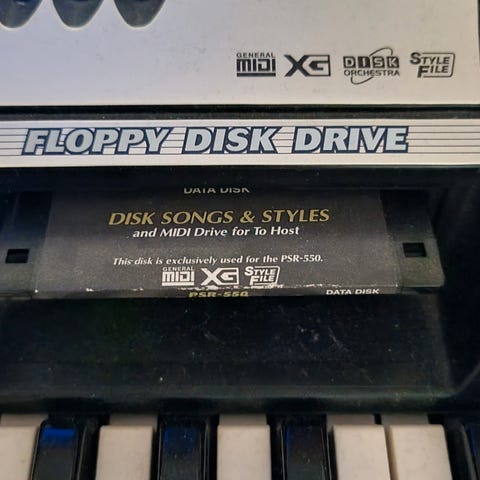 GENERAL MIDI XG DISK ORCHESTRA STYLE FILE
FLOPPY DISK DRIVE
DATA DISK
DISK SONGS & STYLES
and MIDI Drive for To Host
This disk is exclusively used for the PSR-550.
GENERAL MIDI XG STYLE FILE
PSR-550 DATA DISK